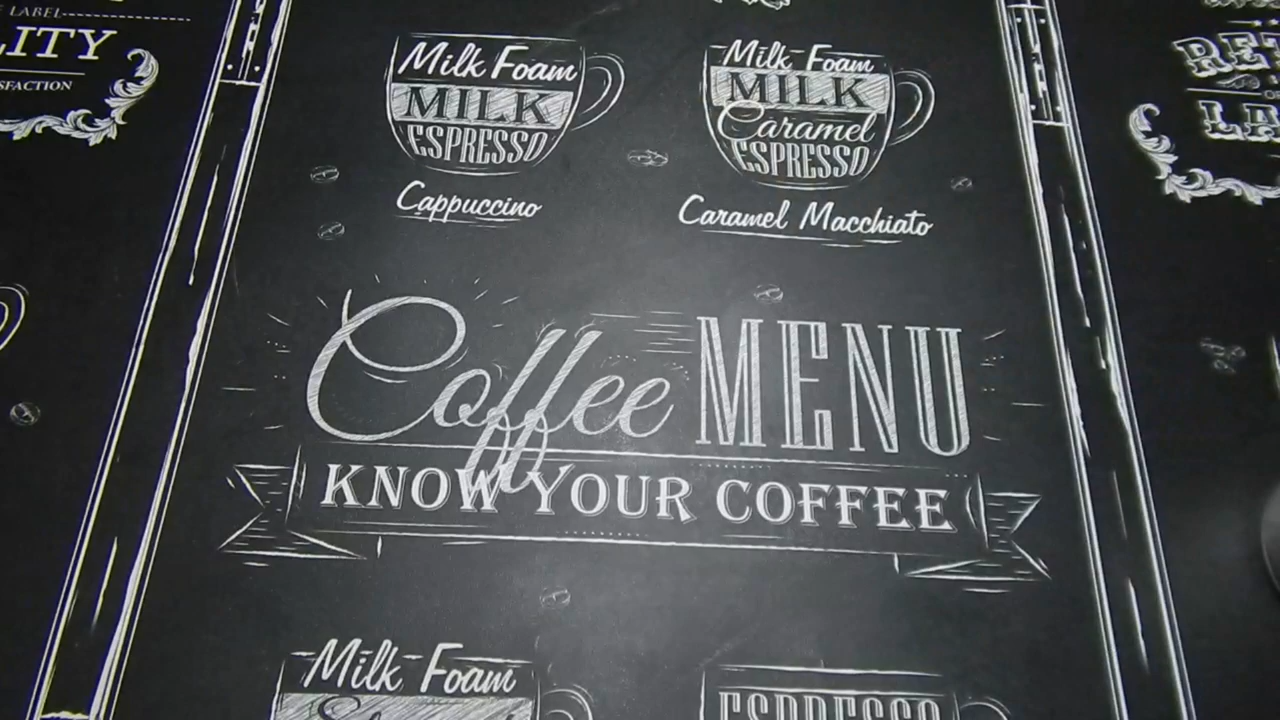 LABEL
LITY
SFACTION
Milk Foam
MILK
ESPRESSO
Cappuccino
Milk Foam
MILK
Caramel
ESPRESSO
Caramel Macchiato
Coffee MENU
KNOW YOUR COFFEE
Milk Foam
ESPRESSO